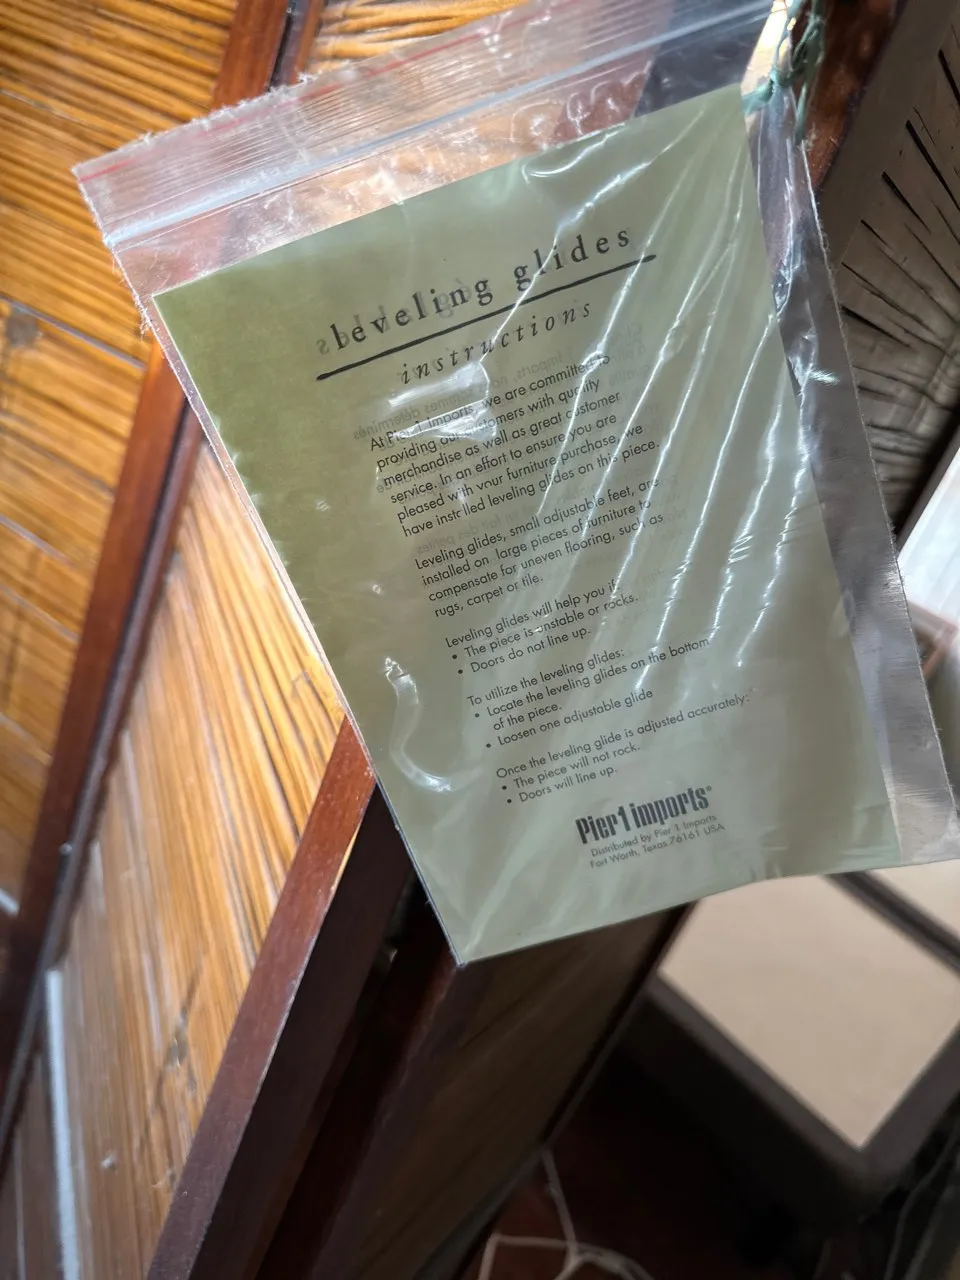 leveling glides
instructions
At Pier 1 Imports, we are committed to
providing our customers with quality
merchandise as well as great customer
service. In an effort to ensure you are
pleased with your furniture purchase, we
have installed leveling glides on this piece.
Leveling glides, small adjustable feet, are
installed on large pieces of furniture to
compensate for uneven flooring, such as
rugs, carpet or tile.
Leveling glides will help you if:
• The piece is unstable or rocks.
• Doors do not line up.
To utilize the leveling glides:
• Locate the leveling glides on the bottom
of the piece.
• Loosen one adjustable glide
Once the leveling glide is adjusted accurately:
• The piece will not rock.
• Doors will line up.
Pier 1 imports®
Distributed by Pier 1 Imports
Fort Worth, Texas 76161 USA